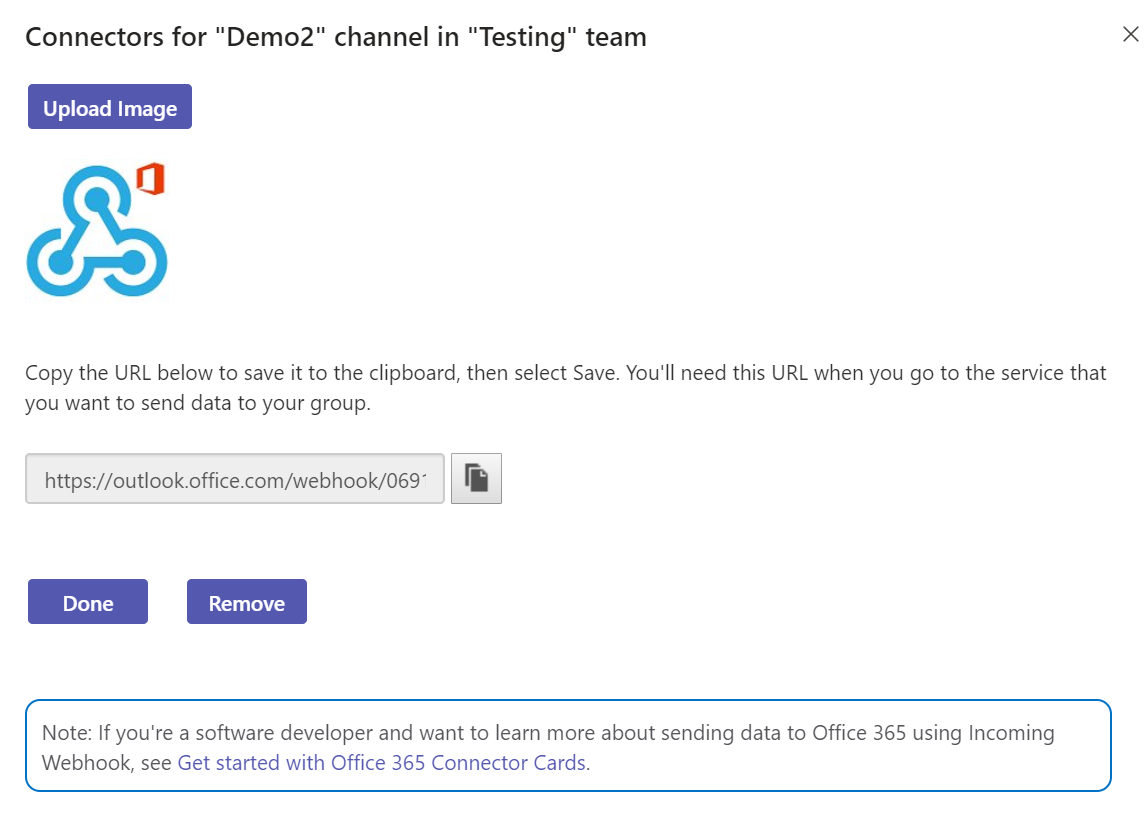 Connectors for "Demo2" channel in "Testing" team
Upload Image
Copy the URL below to save it to the clipboard, then select Save. You'll need this URL when you go to the service that
you want to send data to your group.
https://outlook.office.com/webhook/069
Done
Remove
Note: If you're a software developer and want to learn more about sending data to Office 365 using Incoming
Webhook, see Get started with Office 365 Connector Cards.